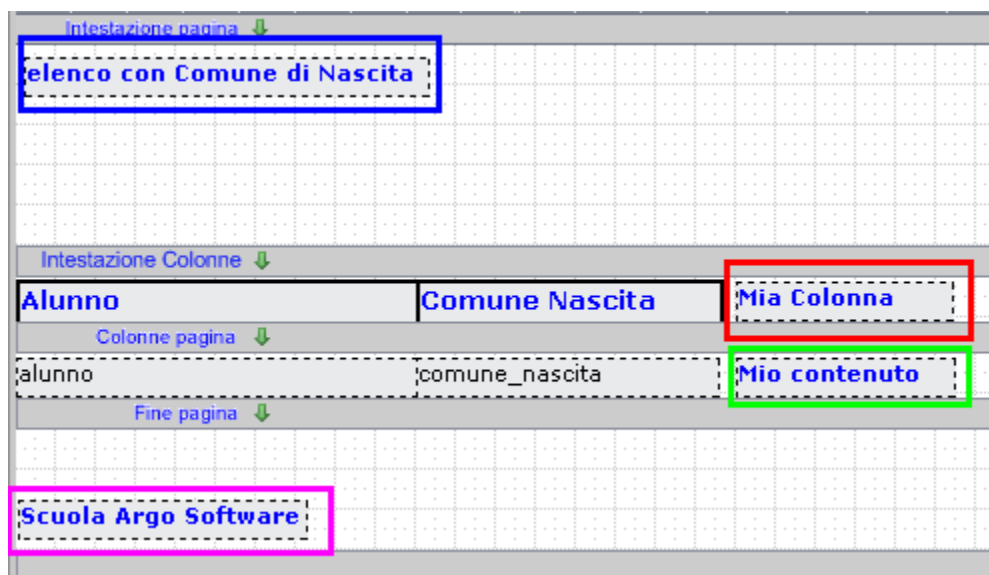 Intestazione pagina
elenco con Comune di Nascita
Intestazione Colonne
Alunno Comune Nascita Mia Colonna
Colonne pagina
alunno comune_nascita Mio contenuto
Fine pagina
Scuola Argo Software